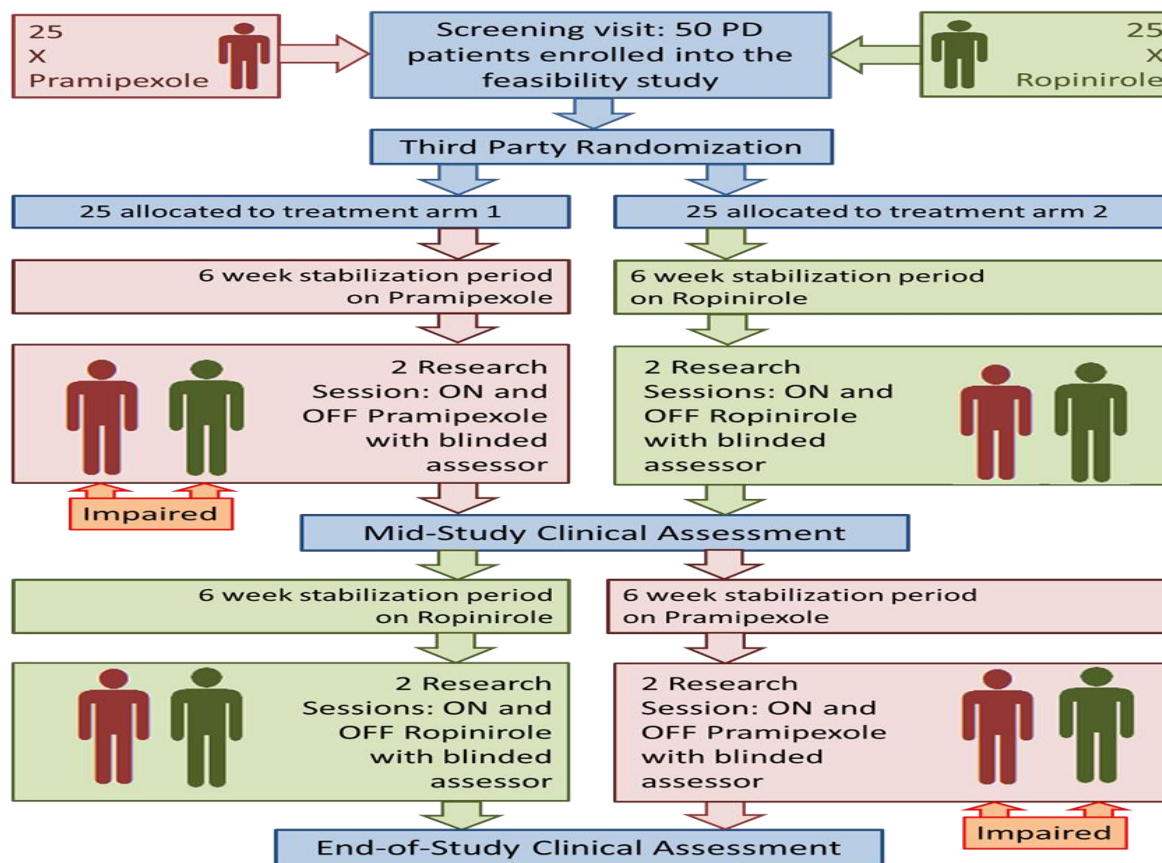 25
X
Pramipexole
Screening visit: 50 PD
patients enrolled into the
feasibility study
25
X
Ropinirole
Third Party Randomization
25 allocated to treatment arm 1
25 allocated to treatment arm 2
6 week stabilization period
on Pramipexole
6 week stabilization period
on Ropinirole
2 Research
Session: ON and
OFF Pramipexole
with blinded
assessor
Impaired
2 Research
Sessions: ON and
OFF Ropinirole
with blinded
assessor
Mid-Study Clinical Assessment
6 week stabilization period
on Ropinirole
6 week stabilization period
on Pramipexole
2 Research
Sessions: ON and
OFF Ropinirole
with blinded
assessor
2 Research
Session: ON and
OFF Pramipexole
with blinded
assessor
Impaired
End-of-Study Clinical Assessment